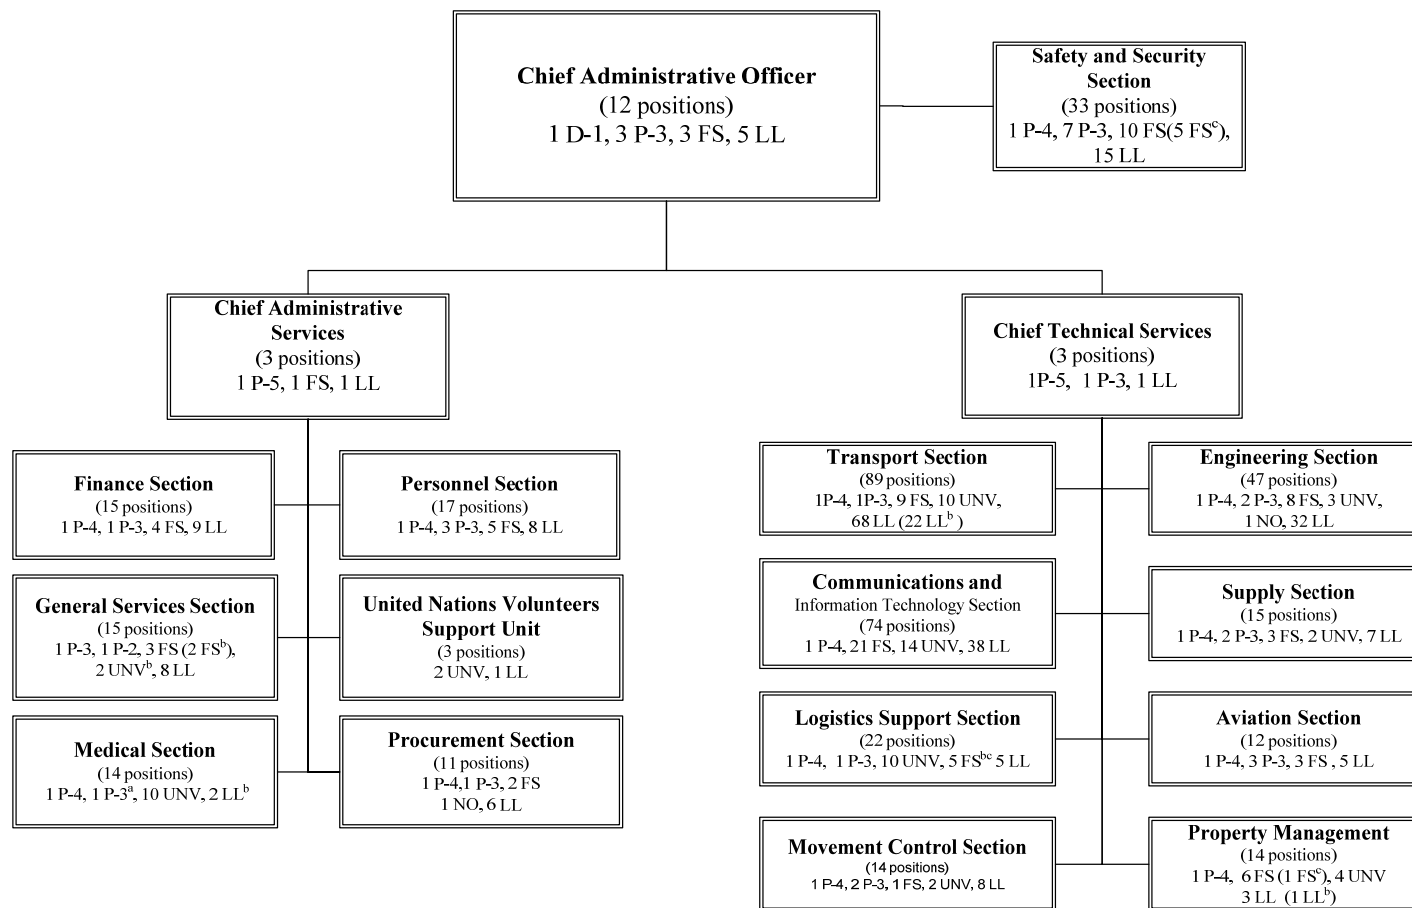 Chief Administrative Officer
(12 positions)
1 D-1, 3 P-3, 3 FS, 5 LL
Safety and Security
Section
(33 positions)
1 P-4, 7 P-3, 10 FS(5 FSᶜ),
15 LL
Chief Administrative
Services
(3 positions)
1 P-5, 1 FS, 1 LL
Chief Technical Services
(3 positions)
1P-5, 1 P-3, 1 LL
Finance Section
(15 positions)
1 P-4, 1 P-3, 4 FS, 9 LL
Personnel Section
(17 positions)
1 P-4, 3 P-3, 5 FS, 8 LL
General Services Section
(15 positions)
1 P-3, 1 P-2, 3 FS (2 FSᵇ),
2 UNVᵇ, 8 LL
United Nations Volunteers
Support Unit
(3 positions)
2 UNV, 1 LL
Medical Section
(14 positions)
1 P-4, 1 P-3ᵃ, 10 UNV, 2 LLᵇ
Procurement Section
(11 positions)
1 P-4,1 P-3, 2 FS
1 NO, 6 LL
Transport Section
(89 positions)
1P-4, 1P-3, 9 FS, 10 UNV,
68 LL (22 LLᵇ )
Engineering Section
(47 positions)
1 P-4, 2 P-3, 8 FS, 3 UNV,
1 NO, 32 LL
Communications and
Information Technology Section
(74 positions)
1 P-4, 21 FS, 14 UNV, 38 LL
Supply Section
(15 positions)
1 P-4, 2 P-3, 3 FS, 2 UNV, 7 LL
Logistics Support Section
(22 positions)
1 P-4, 1 P-3, 10 UNV, 5 FSᵇᶜ 5 LL
Aviation Section
(12 positions)
1 P-4, 3 P-3, 3 FS , 5 LL
Movement Control Section
(14 positions)
1 P-4, 2 P-3, 1 FS, 2 UNV, 8 LL
Property Management
(14 positions)
1 P-4, 6 FS (1 FSᶜ), 4 UNV
3 LL (1 LLᵇ)